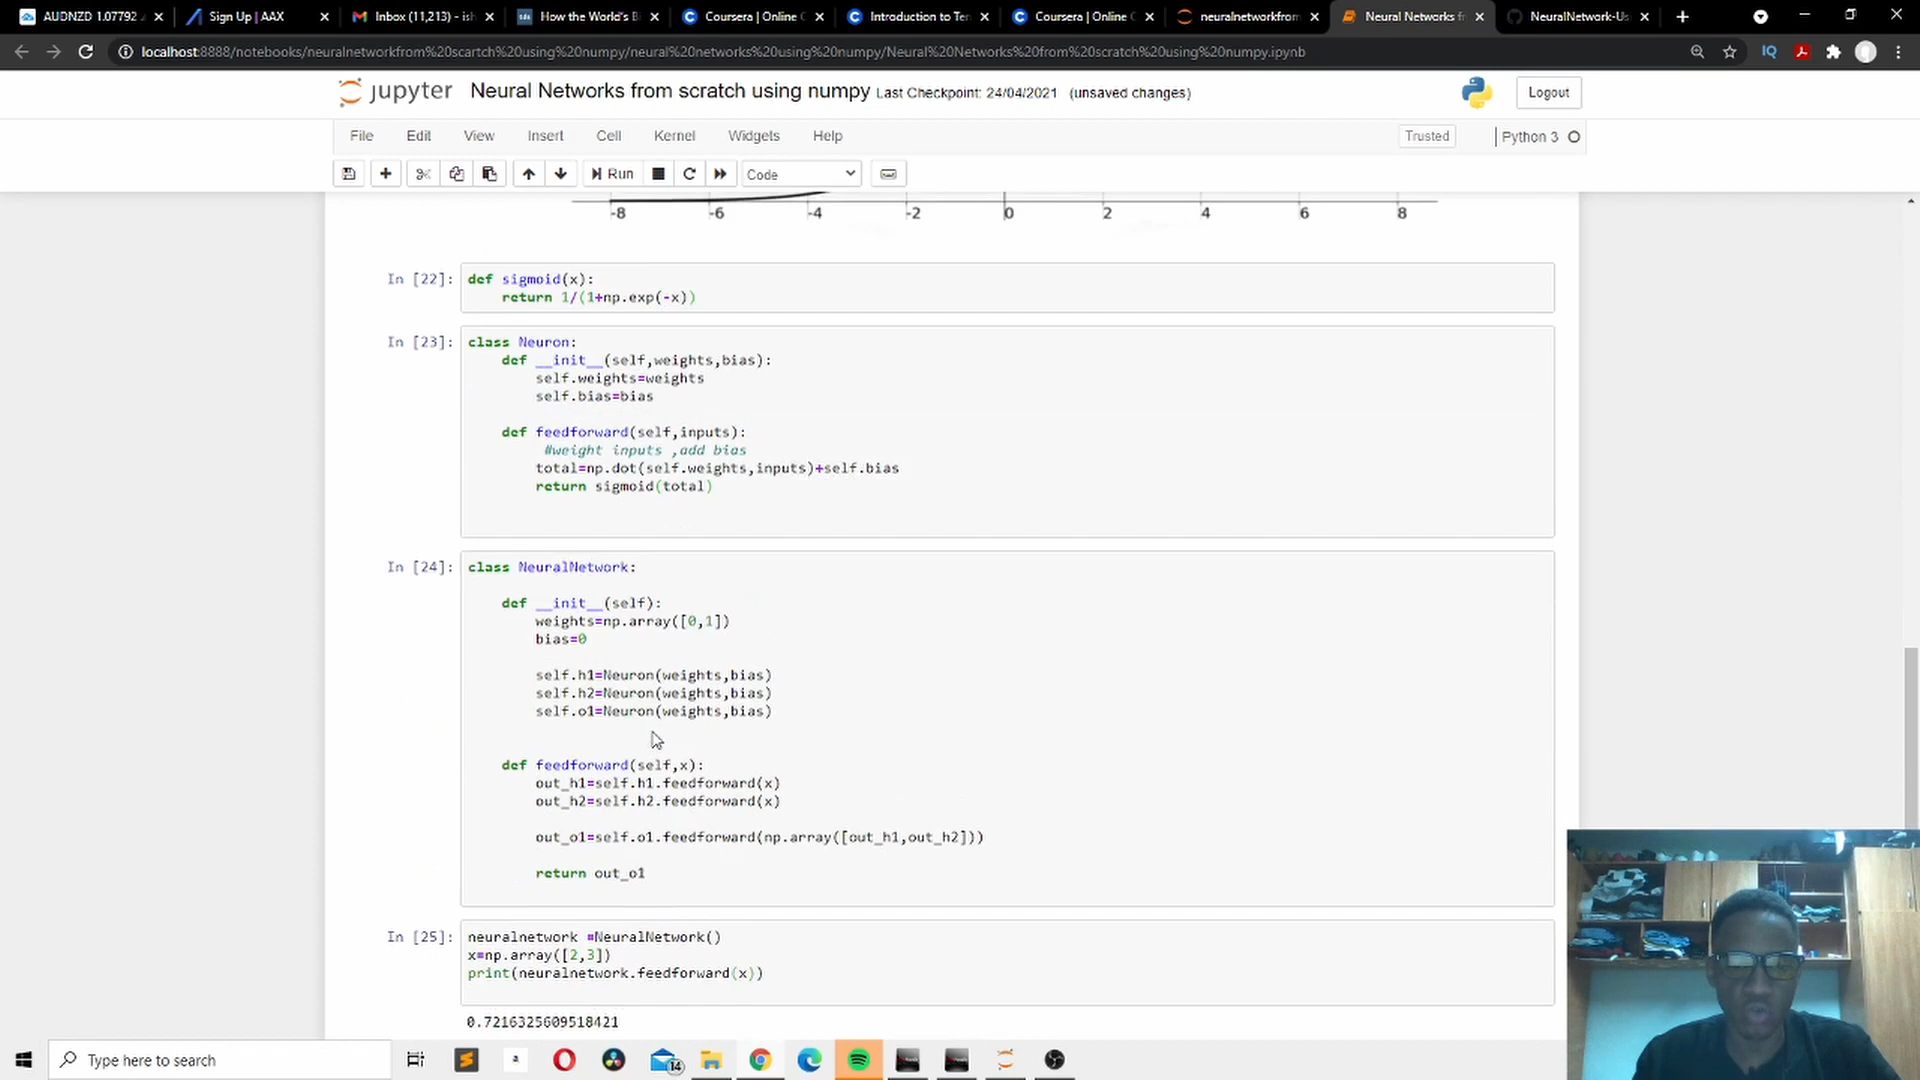 AUDNZD 1.07792
Sign Up | AAX
Inbox (11,213) - ish
How the World's B
Coursera | Online C
Introduction to Ten
Coursera | Online C
neuralnetworkfrom
Neural Networks fr
NeuralNetwork-Us
localhost:8888/notebooks/neuralnetworkfrom%20scartch%20using%20numpy/neural%20networks%20using%20numpy/Neural%20Networks%20from%20scratch%20using%20numpy.ipynb
IQ
jupyter Neural Networks from scratch using numpy Last Checkpoint: 24/04/2021 (unsaved changes)
Logout
File Edit View Insert Cell Kernel Widgets Help
Trusted
Python 3
Run
Code
-8 -6 -4 -2 0 2 4 6 8
In [22]:
def sigmoid(x):
return 1/(1+np.exp(-x))
In [23]:
class Neuron:
def __init__(self,weights,bias):
self.weights=weights
self.bias=bias
def feedforward(self,inputs):
#weight inputs ,add bias
total=np.dot(self.weights,inputs)+self.bias
return sigmoid(total)
In [24]:
class NeuralNetwork:
def __init__(self):
weights=np.array([0,1])
bias=0
self.h1=Neuron(weights,bias)
self.h2=Neuron(weights,bias)
self.o1=Neuron(weights,bias)
def feedforward(self,x):
out_h1=self.h1.feedforward(x)
out_h2=self.h2.feedforward(x)
out_o1=self.o1.feedforward(np.array([out_h1,out_h2]))
return out_o1
In [25]:
neuralnetwork =NeuralNetwork()
x=np.array([2,3])
print(neuralnetwork.feedforward(x))
0.7216325609518421
Type here to search
a
14